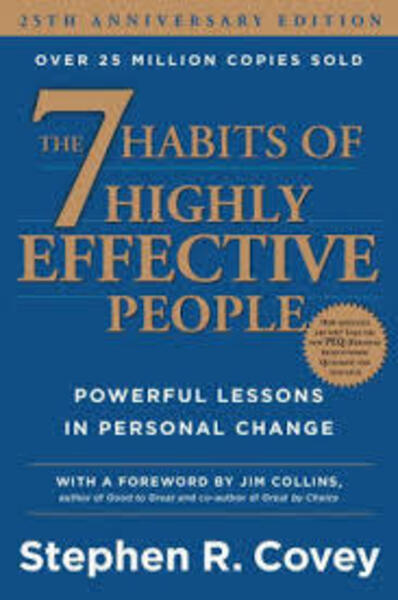 25TH ANNIVERSARY EDITION
OVER 25 MILLION COPIES SOLD
THE 7 HABITS OF
HIGHLY
EFFECTIVE
PEOPLE
POWERFUL LESSONS
IN PERSONAL CHANGE
WITH A FOREWORD BY JIM COLLINS,
author of Good to Great and co-author of Great by Choice
Stephen R. Covey